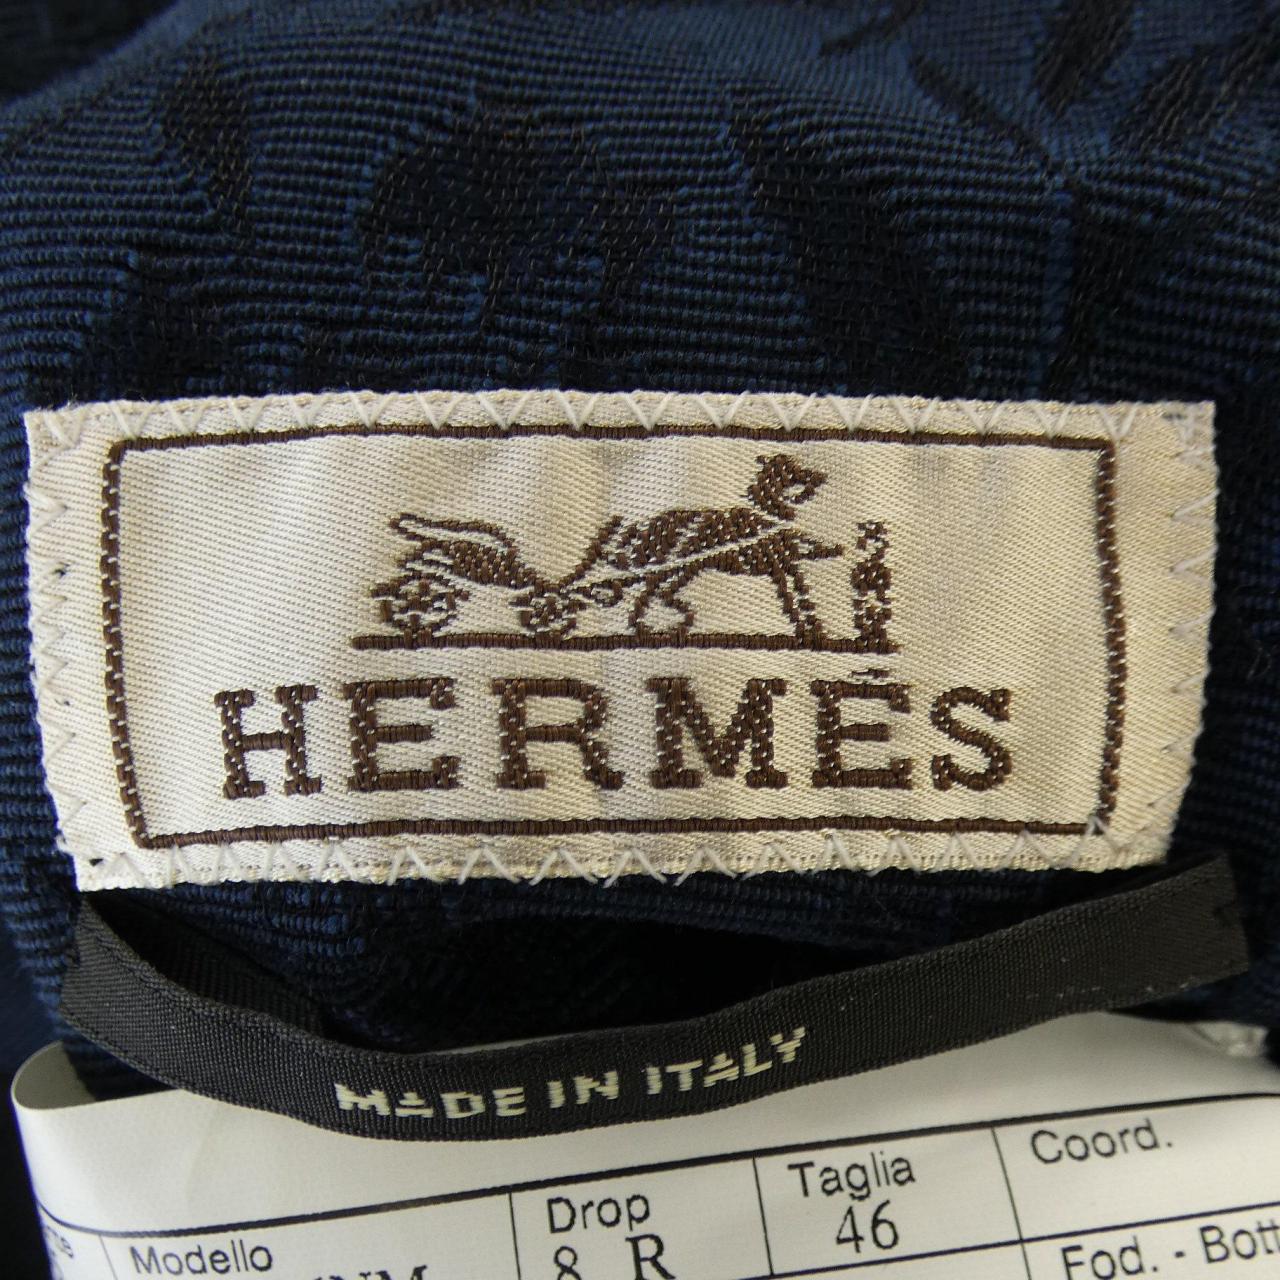 HERMÈS
MADE IN ITALY
Modello
Drop
8 R
Taglia
46
Coord.
Fod. - Bott